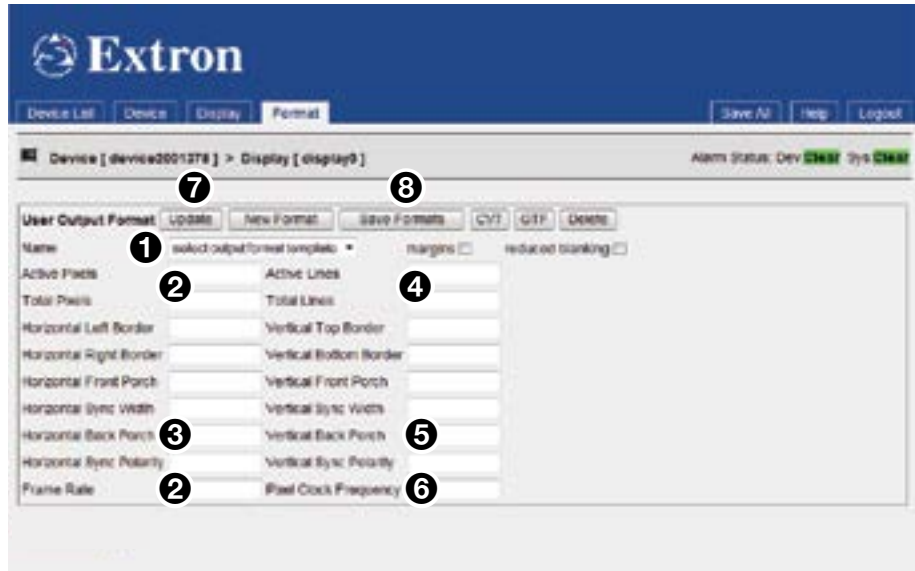 Extron
Device List Device Display Format Save All Help Logout
Device [ device3001378 ] > Display [ display9 ] Alarm Status: Dev Clear Sys Clear
7 8
User Output Format Update New Format Save Formats CVT GTF Delete
Name 1 select output format template margins reduced blanking
Active Pixels 2 Active Lines 4
Total Pixels Total Lines
Horizontal Left Border Vertical Top Border
Horizontal Right Border Vertical Bottom Border
Horizontal Front Porch Vertical Front Porch
Horizontal Sync Width Vertical Sync Width
Horizontal Back Porch 3 Vertical Back Porch 5
Horizontal Sync Polarity Vertical Sync Polarity
Frame Rate 2 Pixel Clock Frequency 6